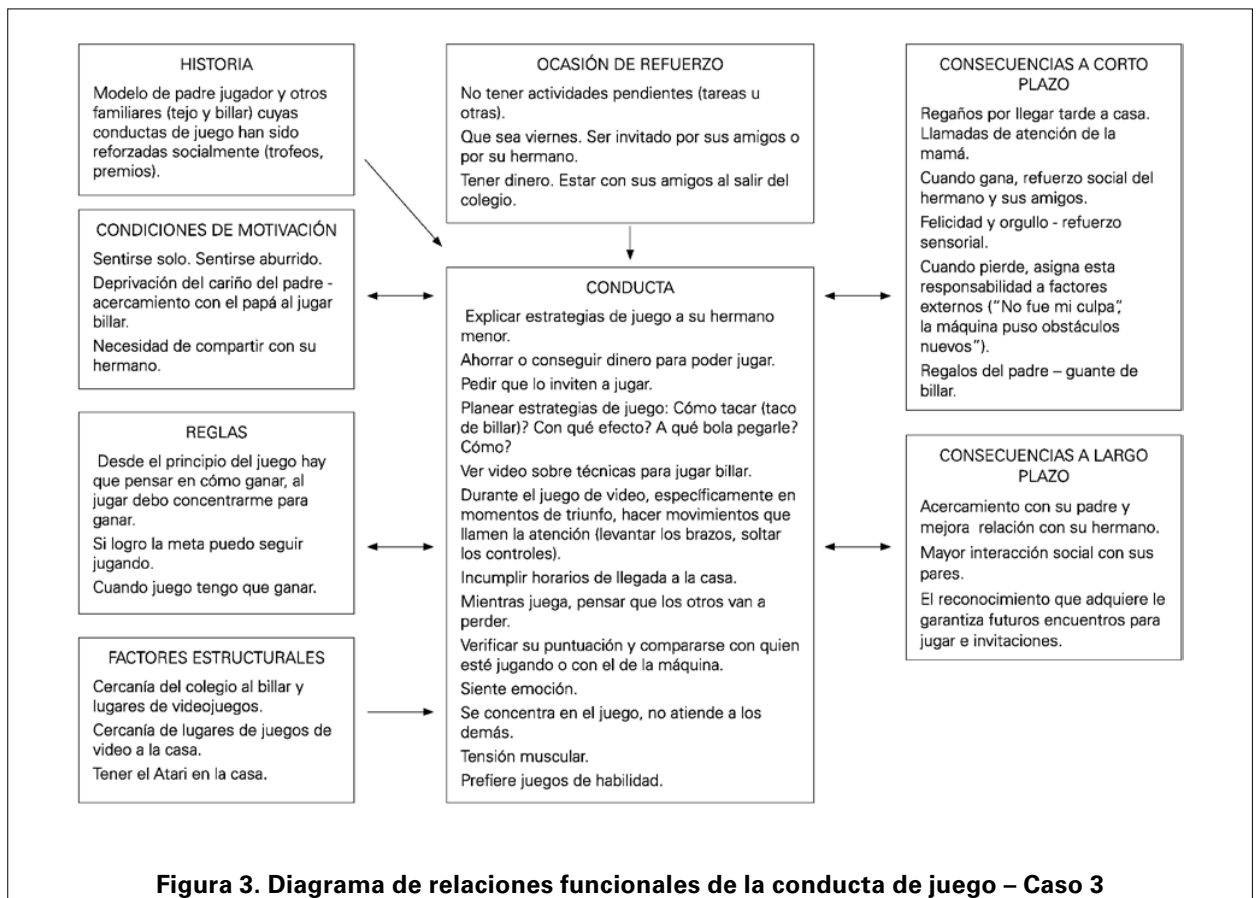 HISTORIA
Modelo de padre jugador y otros
familiares (tejo y billar) cuyas
conductas de juego han sido
reforzadas socialmente (trofeos,
premios).
CONDICIONES DE MOTIVACIÓN
Sentirse solo. Sentirse aburrido.
Deprivación del cariño del padre -
acercamiento con el papá al jugar
billar.
Necesidad de compartir con su
hermano.
REGLAS
Desde el principio del juego hay
que pensar en cómo ganar, al
jugar debo concentrarme para
ganar.
Si logro la meta puedo seguir
jugando.
Cuando juego tengo que ganar.
FACTORES ESTRUCTURALES
Cercanía del colegio al billar y
lugares de videojuegos.
Cercanía de lugares de juegos de
video a la casa.
Tener el Atari en la casa.
OCASIÓN DE REFUERZO
No tener actividades pendientes (tareas u
otras).
Que sea viernes. Ser invitado por sus amigos o
por su hermano.
Tener dinero. Estar con sus amigos al salir del
colegio.
CONDUCTA
Explicar estrategias de juego a su hermano
menor.
Ahorrar o conseguir dinero para poder jugar.
Pedir que lo inviten a jugar.
Planear estrategias de juego: Cómo tacar (taco
de billar)? Con qué efecto? A qué bola pegarle?
Cómo?
Ver video sobre técnicas para jugar billar.
Durante el juego de video, específicamente en
momentos de triunfo, hacer movimientos que
llamen la atención (levantar los brazos, soltar
los controles).
Incumplir horarios de llegada a la casa.
Mientras juega, pensar que los otros van a
perder.
Verificar su puntuación y compararse con quien
esté jugando o con el de la máquina.
Siente emoción.
Se concentra en el juego, no atiende a los
demás.
Tensión muscular.
Prefiere juegos de habilidad.
CONSECUENCIAS A CORTO
PLAZO
Regaños por llegar tarde a casa.
Llamadas de atención de la
mamá.
Cuando gana, refuerzo social del
hermano y sus amigos.
Felicidad y orgullo - refuerzo
sensorial.
Cuando pierde, asigna esta
responsabilidad a factores
externos ("No fue mi culpa",
la máquina puso obstáculos
nuevos").
Regalos del padre – guante de
billar.
CONSECUENCIAS A LARGO
PLAZO
Acercamiento con su padre y
mejora relación con su hermano.
Mayor interacción social con sus
pares.
El reconocimiento que adquiere le
garantiza futuros encuentros para
jugar e invitaciones.
Figura 3. Diagrama de relaciones funcionales de la conducta de juego – Caso 3